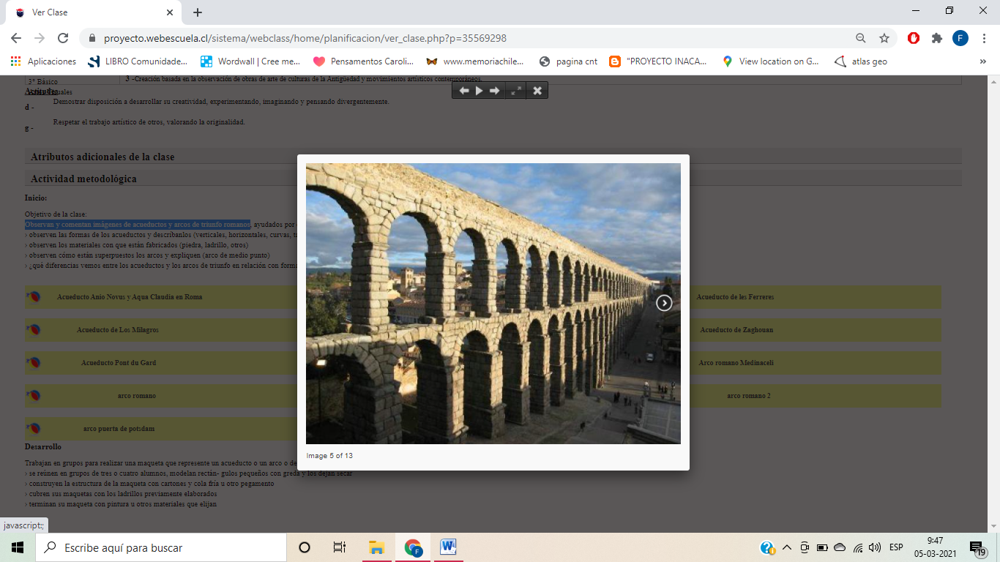 Ver Clase
proyecto.webescuela.cl/sistema/webclass/home/planificacion/ver_clase.php?p=35569298
F
Aplicaciones
LIBRO Comunidade...
Wordwall | Cree me...
Pensamentos Caroli...
www.memoriachile...
pagina cnt
"PROYECTO INACA...
View location on G...
atlas geo
»
3° Básico
3 -Creación basada en la observación de obras de arte de culturas de la Antigüedad y movimientos artísticos contemporáneos.
Actitudes
d -
Demostrar disposición a desarrollar su creatividad, experimentando, imaginando y pensando divergentemente.
g -
Respetar el trabajo artístico de otros, valorando la originalidad.
Atributos adicionales de la clase
Actividad metodológica
Inicio:
Objetivo de la clase:
Observan y comentan imágenes de acueductos y arcos de triunfo romanos, ayudados por
› observen las formas de los acueductos y descríbanlos (verticales, horizontales, curvas,
› observen los materiales con que están fabricados (piedra, ladrillo, otros)
› observen cómo están superpuestos los arcos y expliquen (arco de medio punto)
› ¿qué diferencias vemos entre los acueductos y los arcos de triunfo en relación con
Acueducto Anio Novus y Aqua Claudia en Roma
Acueducto de les Ferreres
Acueducto de Los Milagros
Acueducto de Zaghouan
Acueducto Pont du Gard
Arco romano Medinaceli
arco romano
arco romano 2
arco puerta de potsdam
Image 5 of 13
Desarrollo
Trabajan en grupos para realizar una maqueta que represente un acueducto o un arco o de
› se reúnen en grupos de tres o cuatro alumnos, modelan rectán- gulos pequeños con greda y los dejan secar
› construyen la estructura de la maqueta con cartones y cola fría u otro pegamento
› cubren sus maquetas con los ladrillos previamente elaborados
› terminan su maqueta con pintura u otros materiales que elijan
javascript:;
Escribe aquí para buscar
F
ESP
9:47
05-03-2021
19